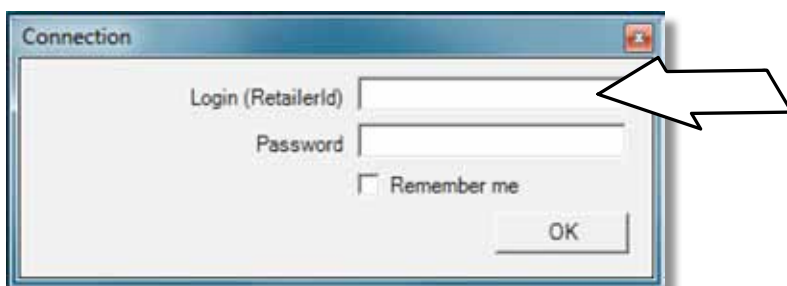 Connection
Login (RetailerId)
Password
Remember me
OK